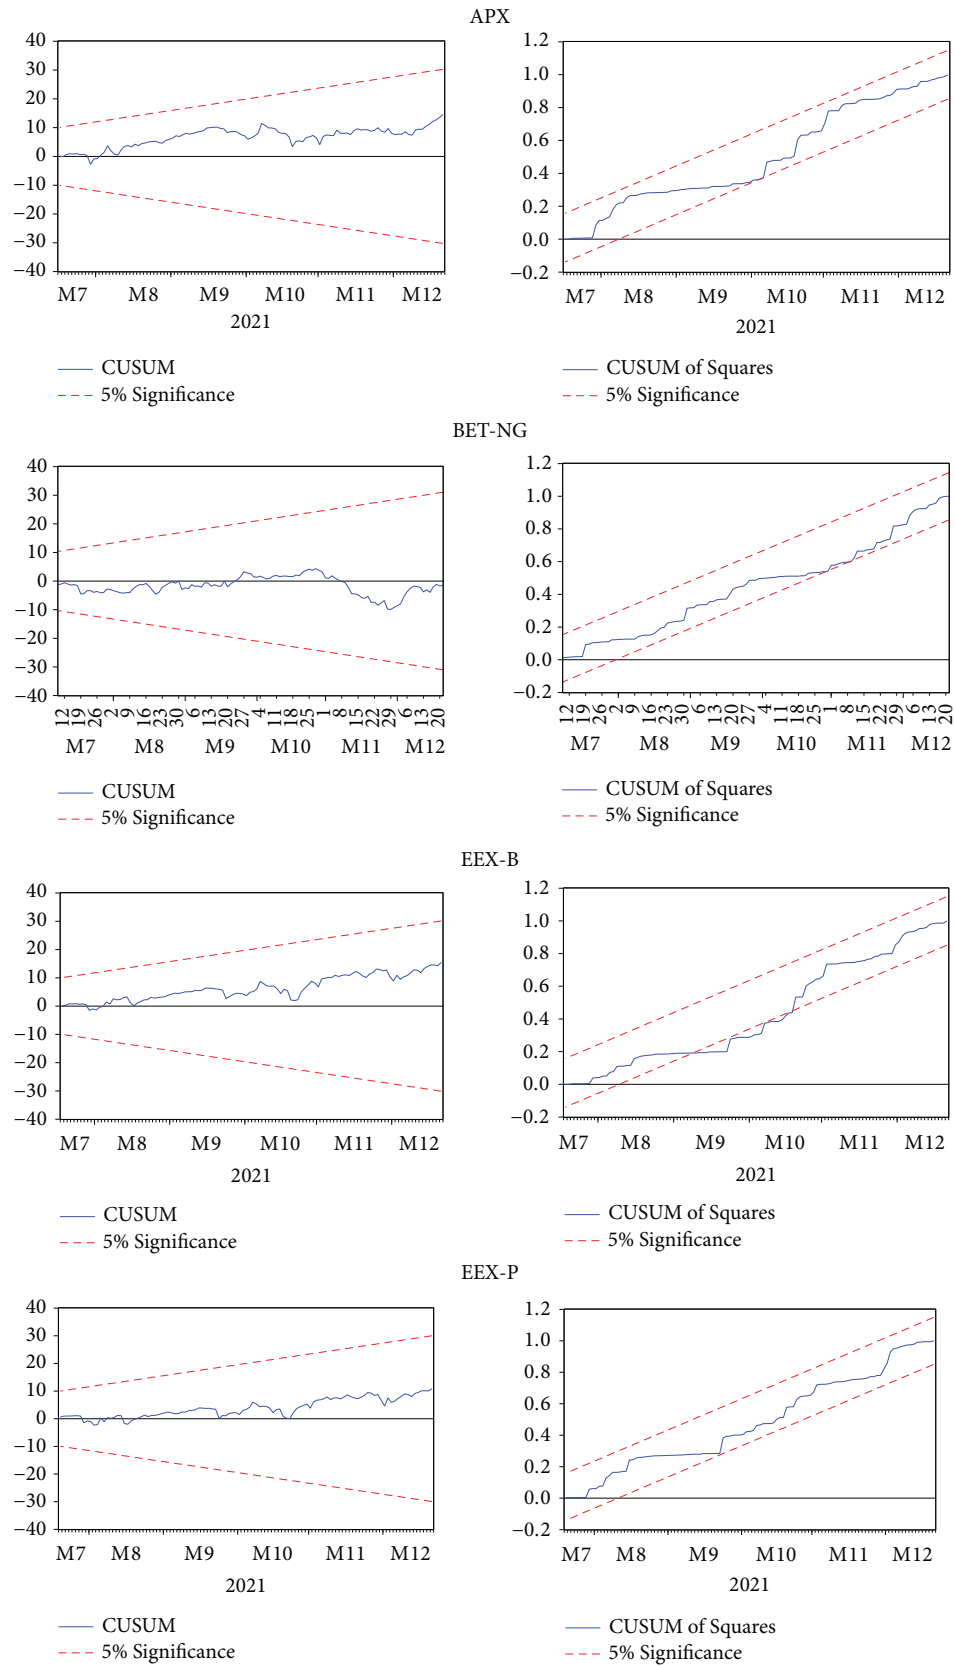 APX
40
30
20
10
0
−10
−20
−30
−40
M7 M8 M9 M10 M11 M12
2021
CUSUM
5% Significance
1.2
1.0
0.8
0.6
0.4
0.2
0.0
−0.2
M7 M8 M9 M10 M11 M12
2021
CUSUM of Squares
5% Significance
BET-NG
40
30
20
10
0
−10
−20
−30
−40
12 19 26 2 9 16 23 30 6 13 20 27 4 11 18 25 1 8 15 22 29 6 13 20
M7 M8 M9 M10 M11 M12
CUSUM
5% Significance
1.2
1.0
0.8
0.6
0.4
0.2
0.0
−0.2
12 19 26 2 9 16 23 30 6 13 20 27 4 11 18 25 1 8 15 22 29 6 13 20
M7 M8 M9 M10 M11 M12
CUSUM of Squares
5% Significance
EEX-B
40
30
20
10
0
−10
−20
−30
−40
M7 M8 M9 M10 M11 M12
2021
CUSUM
5% Significance
1.2
1.0
0.8
0.6
0.4
0.2
0.0
−0.2
M7 M8 M9 M10 M11 M12
2021
CUSUM of Squares
5% Significance
EEX-P
40
30
20
10
0
−10
−20
−30
−40
M7 M8 M9 M10 M11 M12
2021
CUSUM
5% Significance
1.2
1.0
0.8
0.6
0.4
0.2
0.0
−0.2
M7 M8 M9 M10 M11 M12
2021
CUSUM of Squares
5% Significance